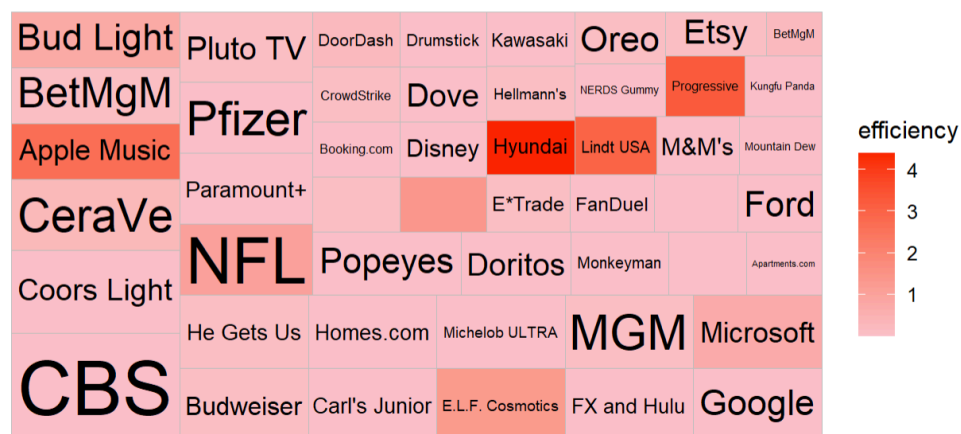 Bud Light
Pluto TV
DoorDash
Drumstick
Kawasaki
Oreo
Etsy
BetMgM
BetMgM
Pfizer
CrowdStrike
Dove
Hellmann's
NERDS Gummy
Progressive
Kungfu Panda
Apple Music
Booking.com
Disney
Hyundai
Lindt USA
M&M's
Mountain Dew
CeraVe
Paramount+
E*Trade
FanDuel
Ford
NFL
Popeyes
Doritos
Monkeyman
Apartments.com
Coors Light
He Gets Us
Homes.com
Michelob ULTRA
MGM
Microsoft
CBS
Budweiser
Carl's Junior
E.L.F. Cosmotics
FX and Hulu
Google
efficiency
4
3
2
1